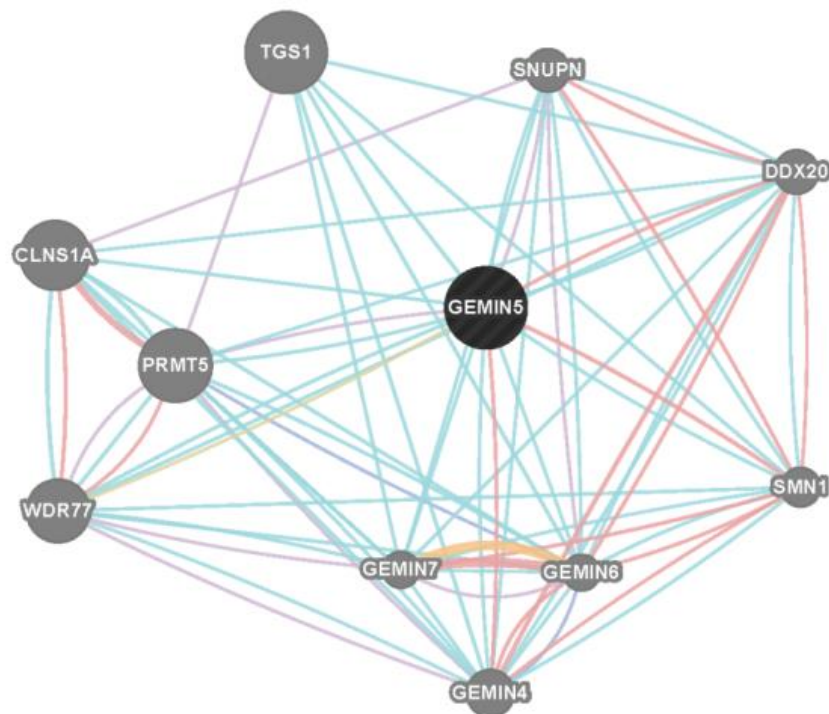 TGS1
SNUPN
DDX20
CLNS1A
GEMIN5
PRMT5
SMN1
WDR77
GEMIN7
GEMIN6
GEMIN4